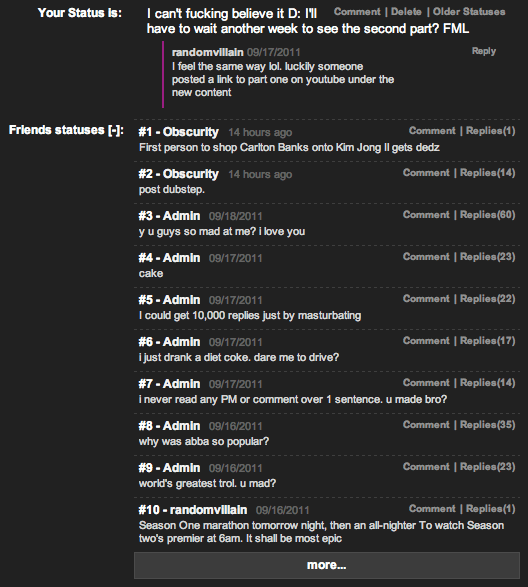 Your Status is:
I can't fucking believe it D: I'll have to wait another week to see the second part? FML
Comment | Delete | Older Statuses
randomvillain 09/17/2011
Reply
I feel the same way lol. luckily someone
posted a link to part one on youtube under the
new content
Friends statuses [-]:
#1 - Obscurity 14 hours ago
Comment | Replies(1)
First person to shop Carlton Banks onto Kim Jong Il gets dedz
#2 - Obscurity 14 hours ago
Comment | Replies(14)
post dubstep.
#3 - Admin 09/18/2011
Comment | Replies(60)
y u guys so mad at me? i love you
#4 - Admin 09/17/2011
Comment | Replies(23)
cake
#5 - Admin 09/17/2011
Comment | Replies(22)
I could get 10,000 replies just by masturbating
#6 - Admin 09/17/2011
Comment | Replies(17)
i just drank a diet coke. dare me to drive?
#7 - Admin 09/17/2011
Comment | Replies(14)
i never read any PM or comment over 1 sentence. u made bro?
#8 - Admin 09/16/2011
Comment | Replies(35)
why was abba so popular?
#9 - Admin 09/16/2011
Comment | Replies(23)
world's greatest trol. u mad?
#10 - randomvillain 09/16/2011
Comment | Replies(1)
Season One marathon tomorrow night, then an all-nighter To watch Season
two's premier at 6am. It shall be most epic
more...